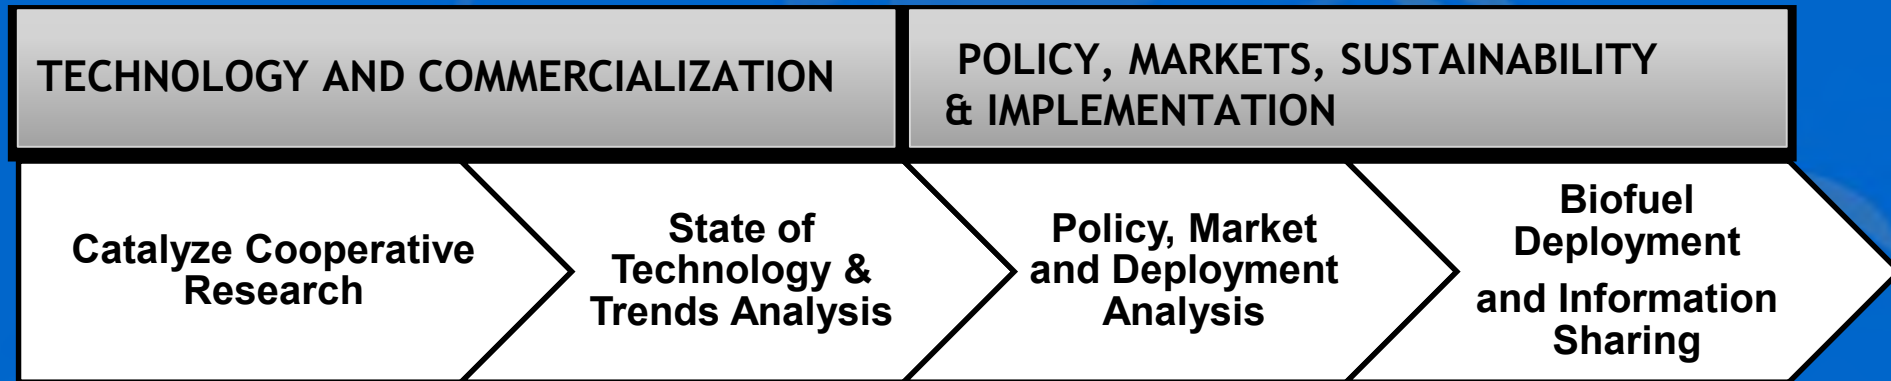 TECHNOLOGY AND COMMERCIALIZATION
POLICY, MARKETS, SUSTAINABILITY
& IMPLEMENTATION
Catalyze Cooperative
Research
State of
Technology &
Trends Analysis
Policy, Market
and Deployment
Analysis
Biofuel
Deployment
and Information
Sharing